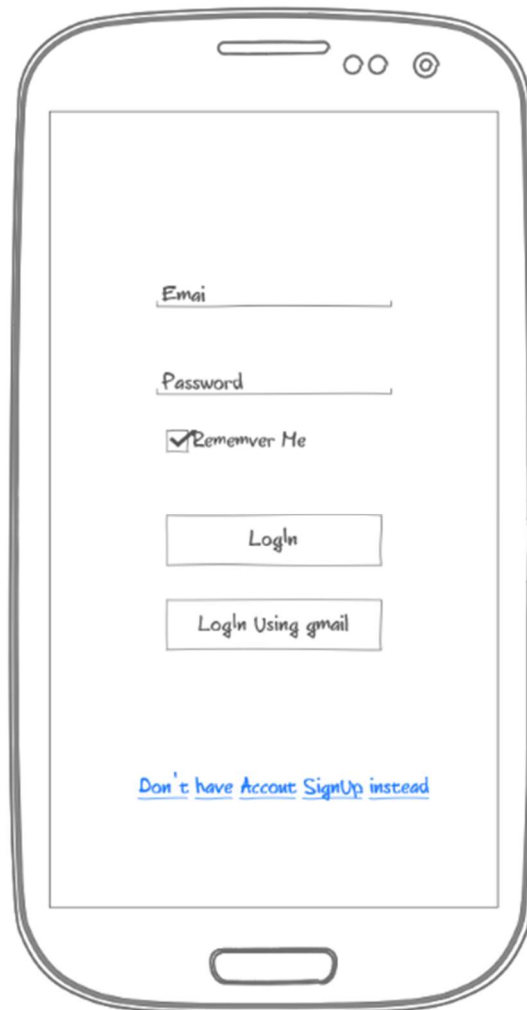 Emai
Password
Rememver Me
LogIn
LogIn Using gmail
Don't have Accout SignUp instead